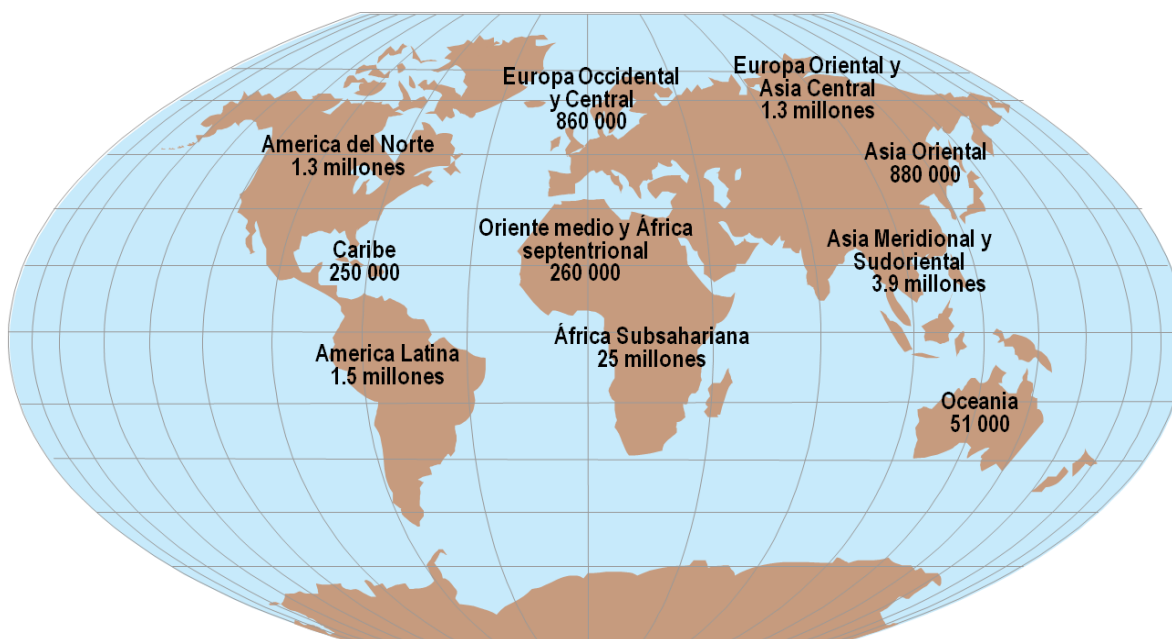 Europa Occidental
y Central
860 000
Europa Oriental y
Asia Central
1.3 millones
America del Norte
1.3 millones
Asia Oriental
880 000
Caribe
250 000
Oriente medio y África
septentrional
260 000
Asia Meridional y
Sudoriental
3.9 millones
America Latina
1.5 millones
África Subsahariana
25 millones
Oceania
51 000